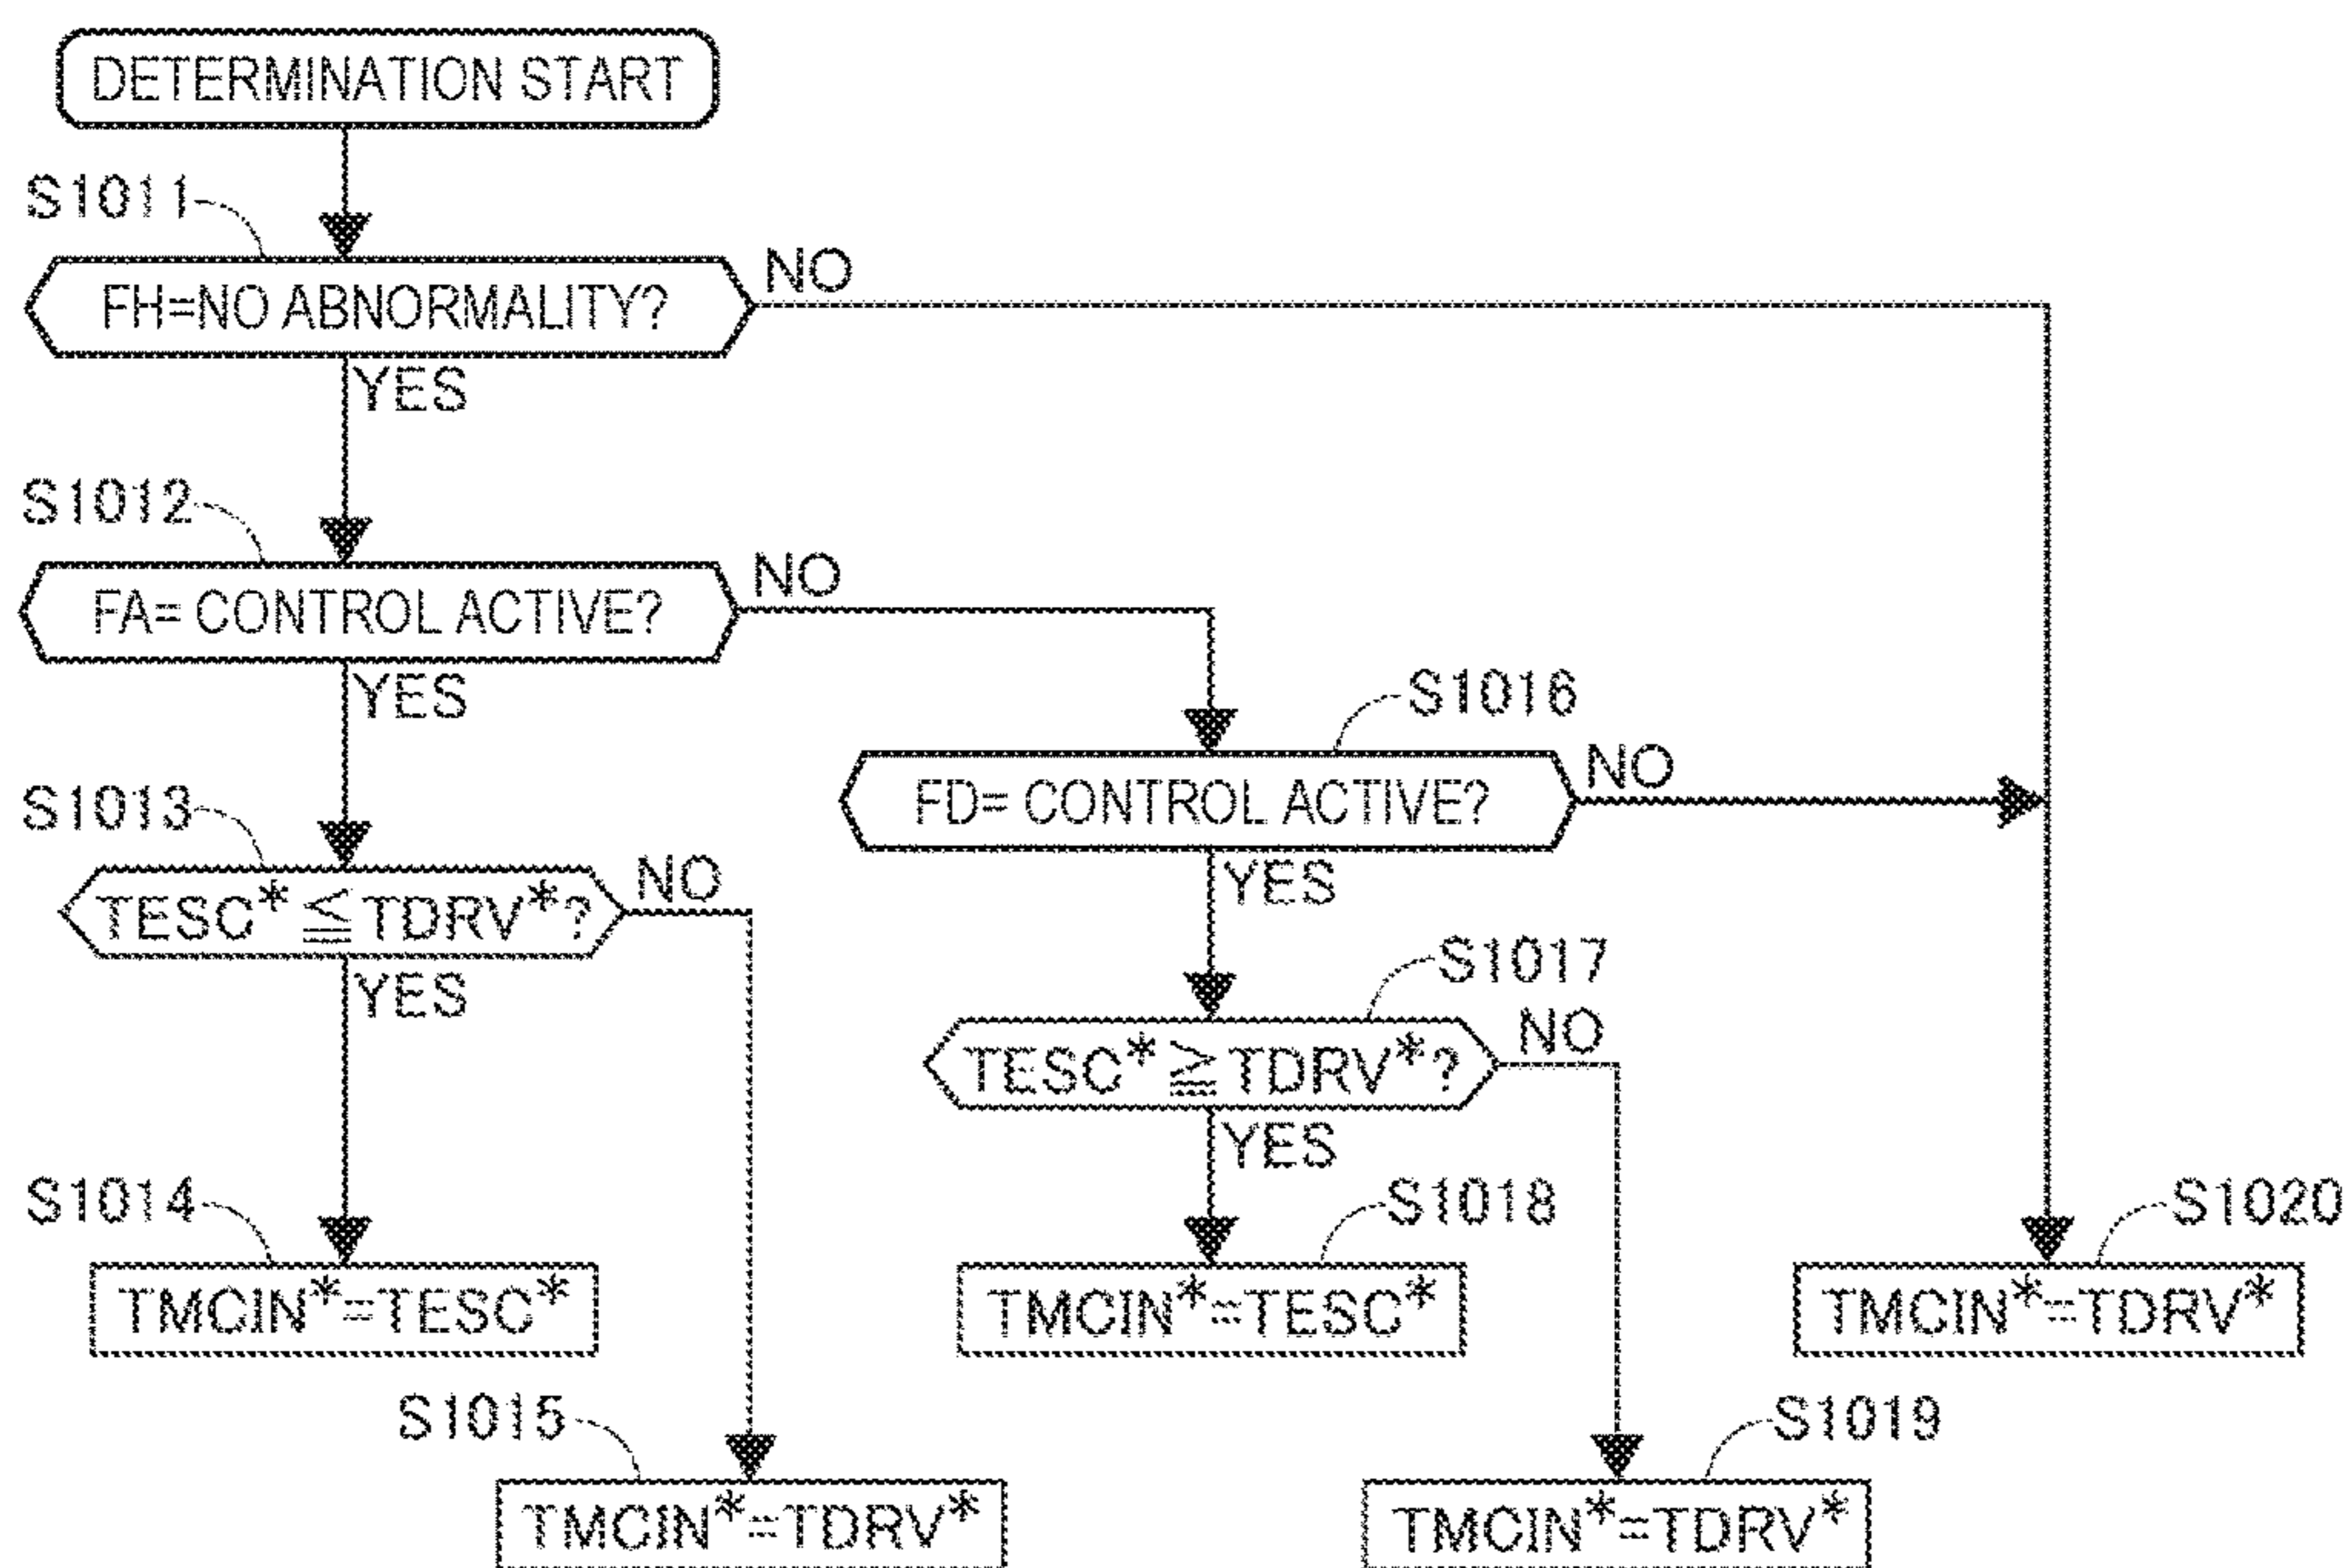 DETERMINATION START
S1011
FH=NO ABNORMALITY?
NO
YES
S1012
FA= CONTROL ACTIVE?
NO
YES
S1016
FD= CONTROL ACTIVE?
NO
YES
S1013
TESC*≦TDRV*?
NO
YES
S1017
TESC*≧TDRV*?
NO
YES
S1014
TMCIN*=TESC*
S1018
TMCIN*=TESC*
S1020
TMCIN*=TDRV*
S1015
TMCIN*=TDRV*
S1019
TMCIN*=TDRV*